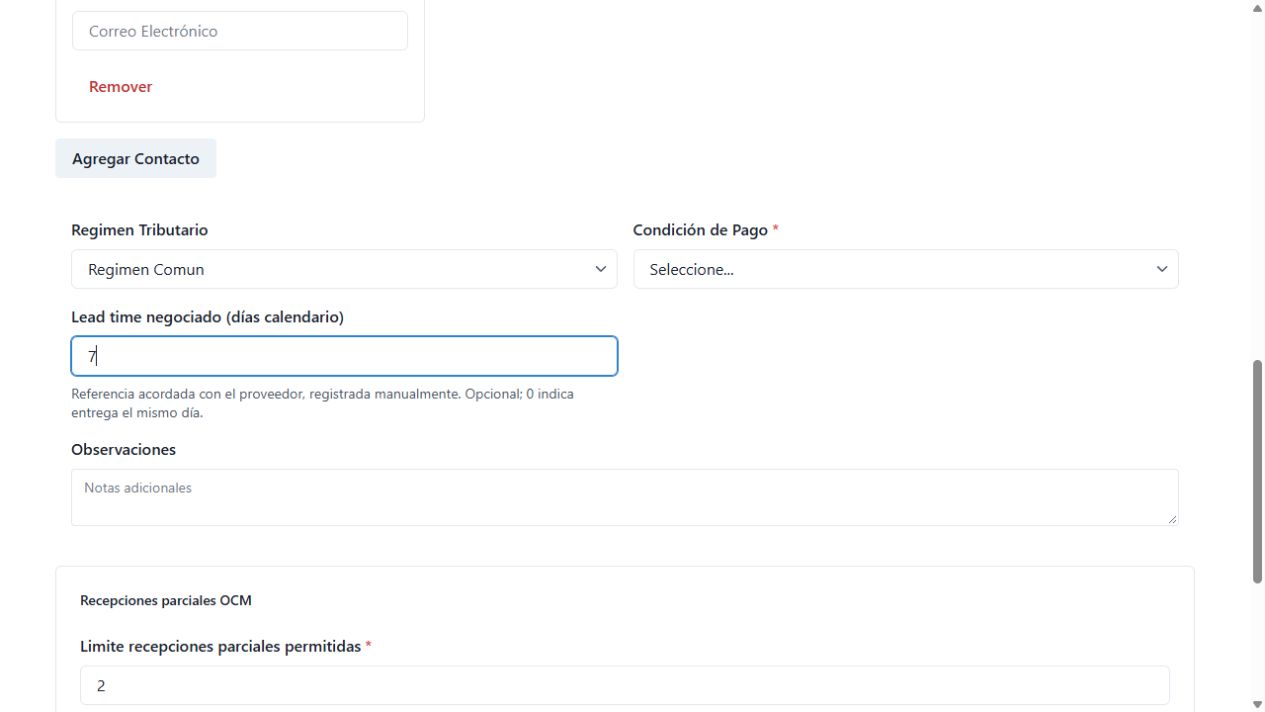 Correo Electrónico
Remover
Agregar Contacto
Regimen Tributario
Condición de Pago *
Regimen Comun
Seleccione...
Lead time negociado (días calendario)
7
Referencia acordada con el proveedor, registrada manualmente. Opcional; 0 indica
entrega el mismo día.
Observaciones
Notas adicionales
Recepciones parciales OCM
Limite recepciones parciales permitidas *
2